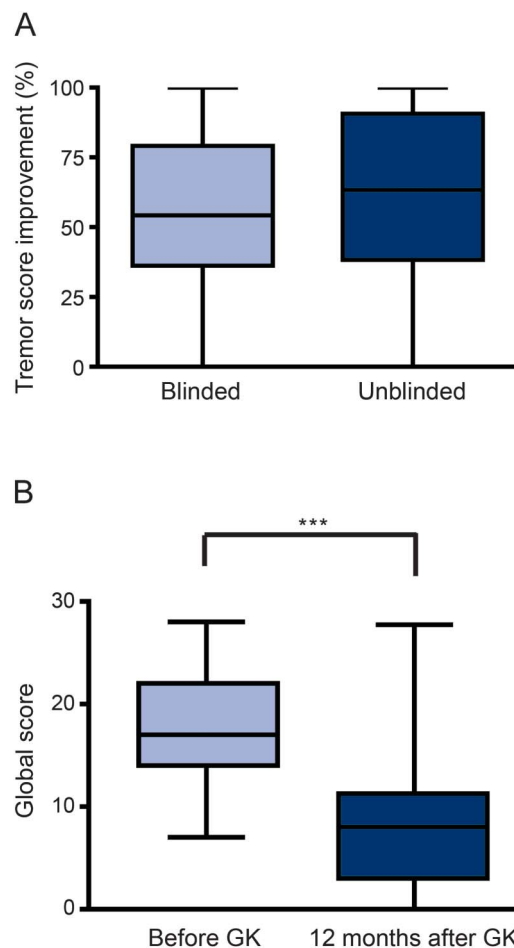 A
Tremor score improvement (%)
100
75
50
25
0
Blinded Unblinded
B
***
Global score
30
20
10
0
Before GK 12 months after GK